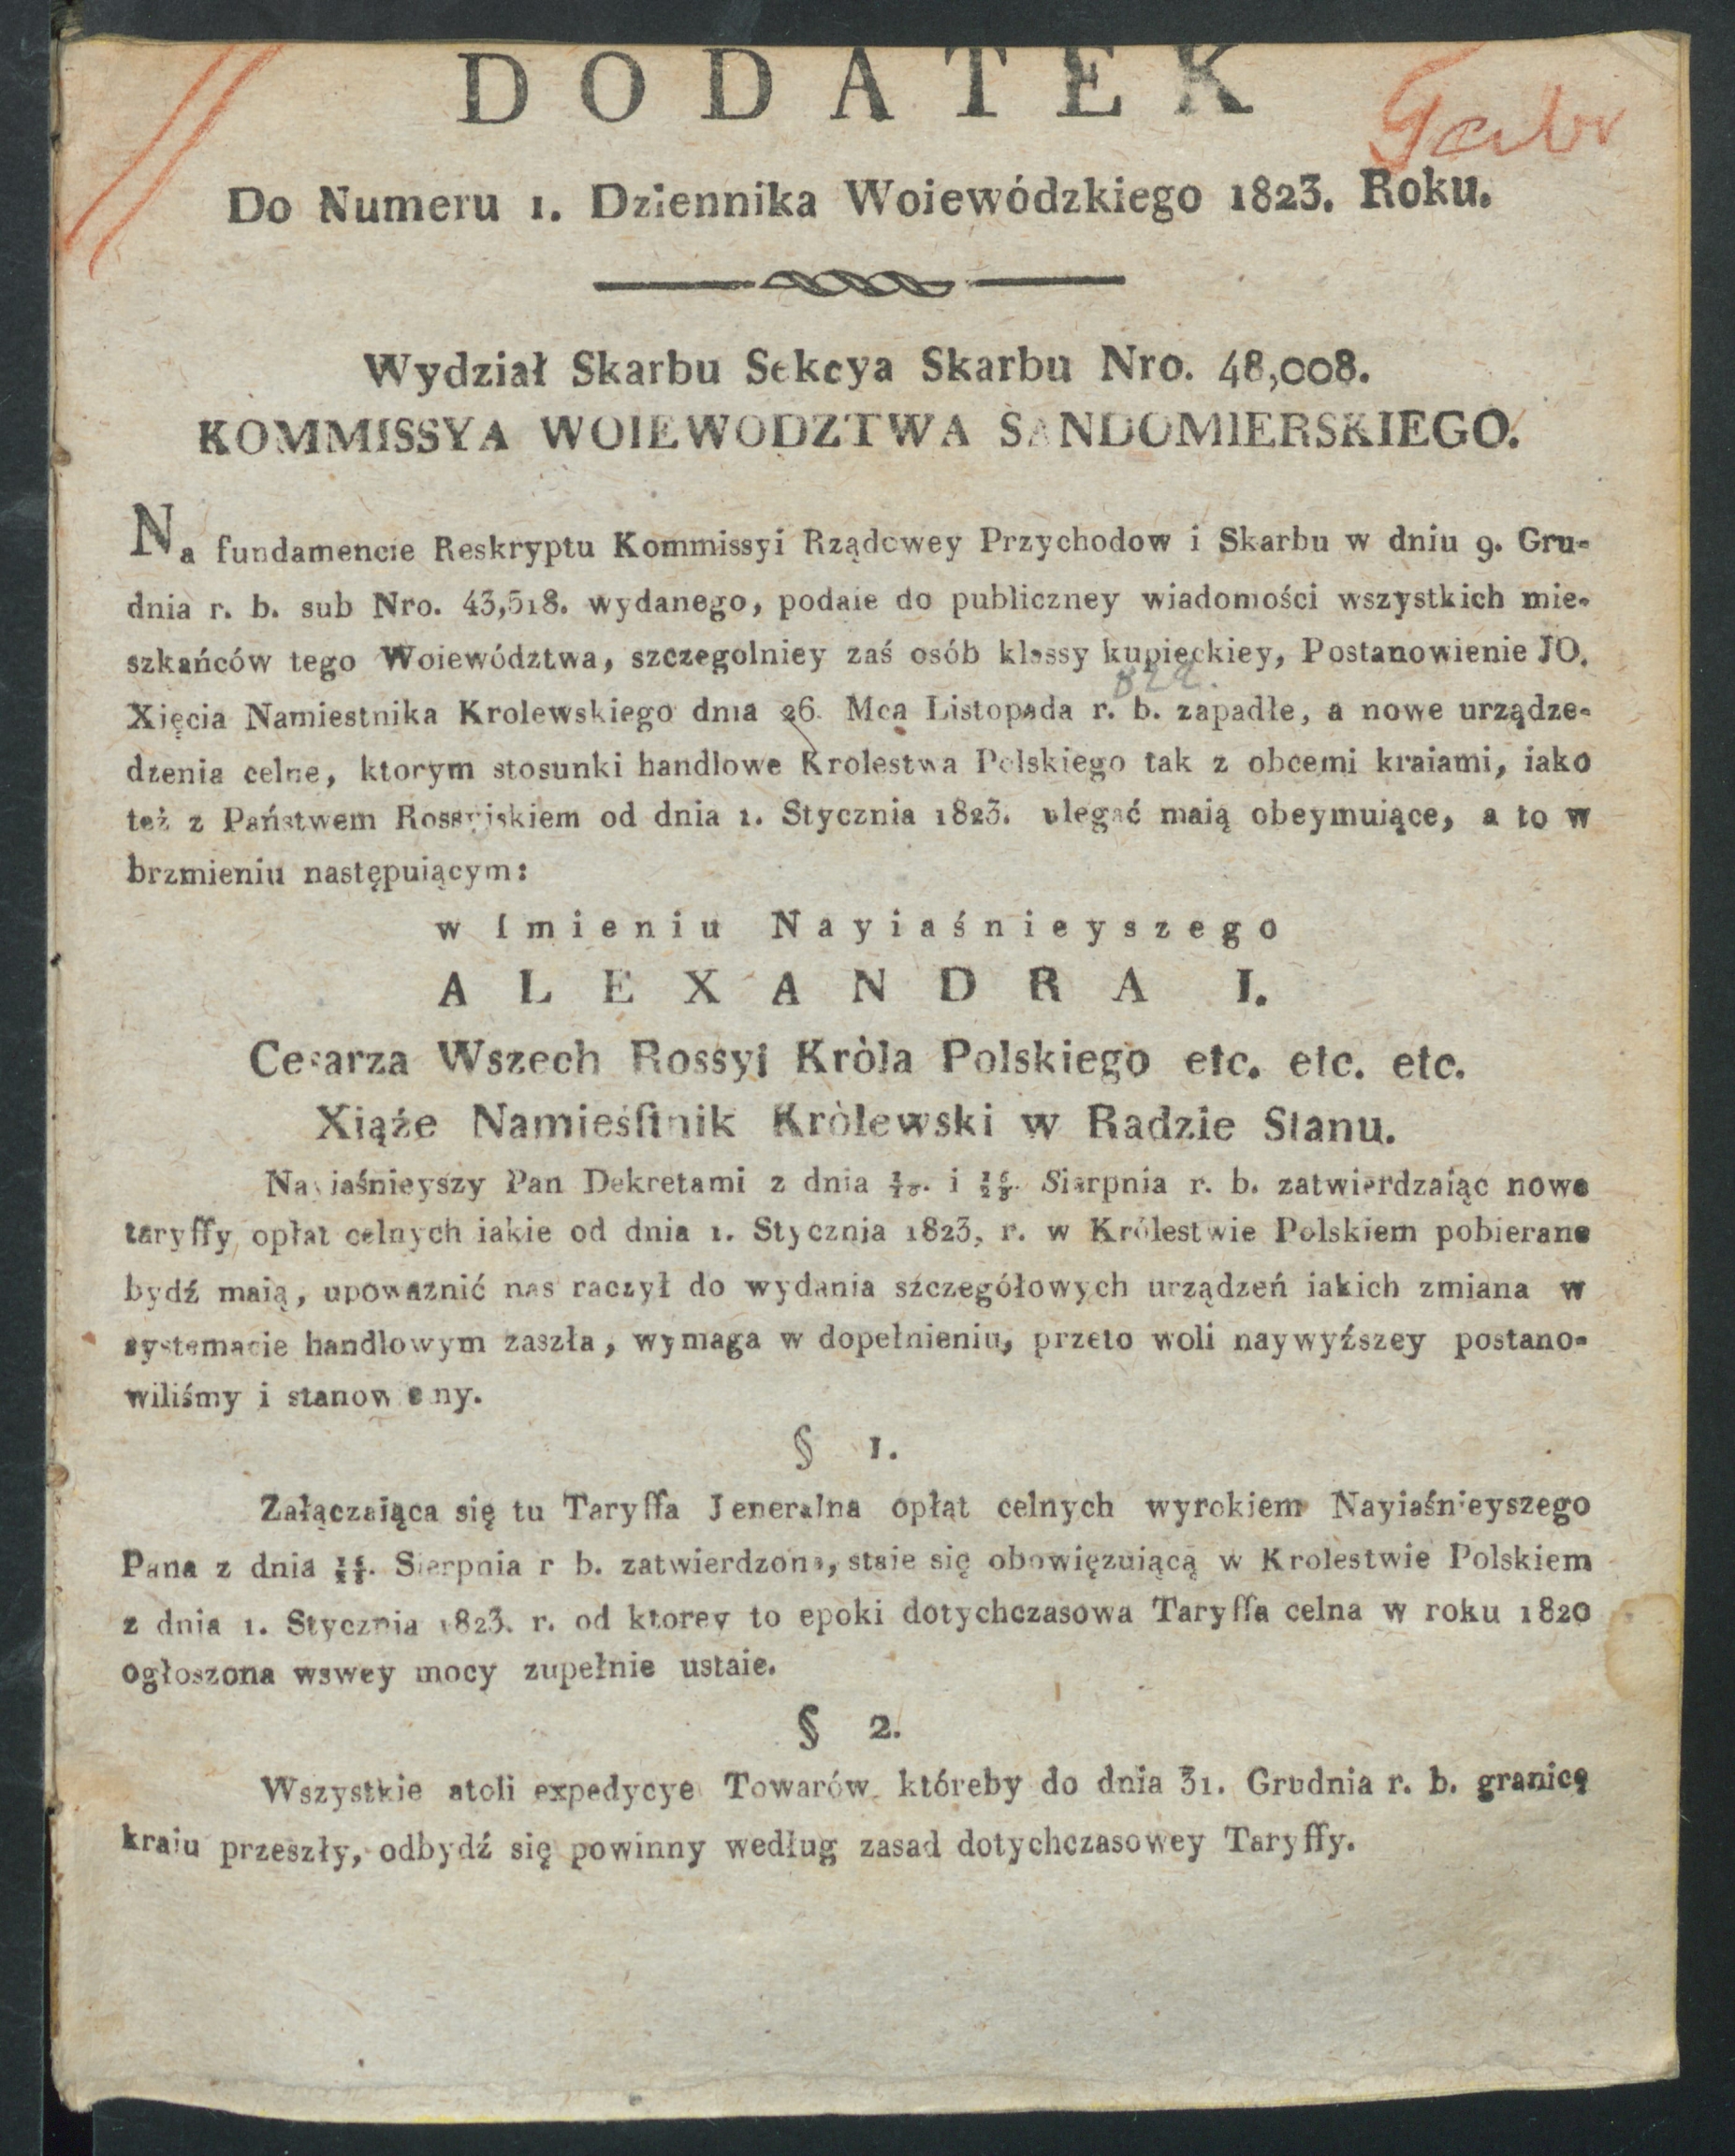 DODATEK
Do Numeru 1. Dziennika Woiewódzkiego 1823. Roku.
Wydział Skarbu Sekcya Skarbu Nro. 48,008.
KOMMISSYA WOIEWODZTWA SANDOMIERSKIEGO.
Na fundamencie Reskryptu Kommissyi Rządowey Przychodow i Skarbu w dniu 9. Gru-
dnia r. b. sub Nro. 43,518. wydanego, podaie do publiczney wiadomości wszystkich mie-
szkańców tego Woiewództwa, szczegolniey zaś osób klassy kupieckiey, Postanowienie JO.
822.
Xięcia Namiestnika Krolewskiego dnia 26. Mca Listopada r. b. zapadłe, a nowe urządze-
dzenia celne, ktorym stosunki handlowe Krolestwa Polskiego tak z obcemi kraiami, iako
też z Państwem Rossyiskiem od dnia 1. Stycznia 1823. ulegać maią obeymuiące, a to w
brzmieniu następuiącym:
w Imieniu Nayiaśnieyszego
ALEXANDRA I.
Cesarza Wszech Rossyi Kròla Polskiego etc. etc. etc.
Xiąże Namieśſtnik Kròlewski w Radzie Stanu.
Nayiaśnieyszy Pan Dekretami z dnia i 16/28. Sierpnia r. b. zatwierdzaiąc nowe
taryffy opłat celnych iakie od dnia 1. Stycznia 1823, r. w Królestwie Polskiem pobierane
bydź maią, upoważnić nas raczył do wydania szczegółowych urządzeń iakich zmiana w
systemacie handlowym zaszła, wymaga w dopełnieniu, przeto woli naywyższey postano-
wiliśmy i stanowemy.
§ 1.
Załączaiąca się tu Taryffa Jeneralna opłat celnych wyrokiem Nayiaśnieyszego
Pana z dnia 16/28. Sierpnia r b. zatwierdzona, staie się obowięzuiącą w Krolestwie Polskiem
z dnia 1. Stycznia 1823. r. od ktorey to epoki dotychczasowa Taryffa celna w roku 1820
ogłoszona wswey mocy zupełnie ustaie.
§ 2.
Wszystkie atoli expedycye Towarów któreby do dnia 31. Grudnia r. b. granicę
kraiu przeszły, odbydź się powinny według zasad dotychczasowey Taryffy.